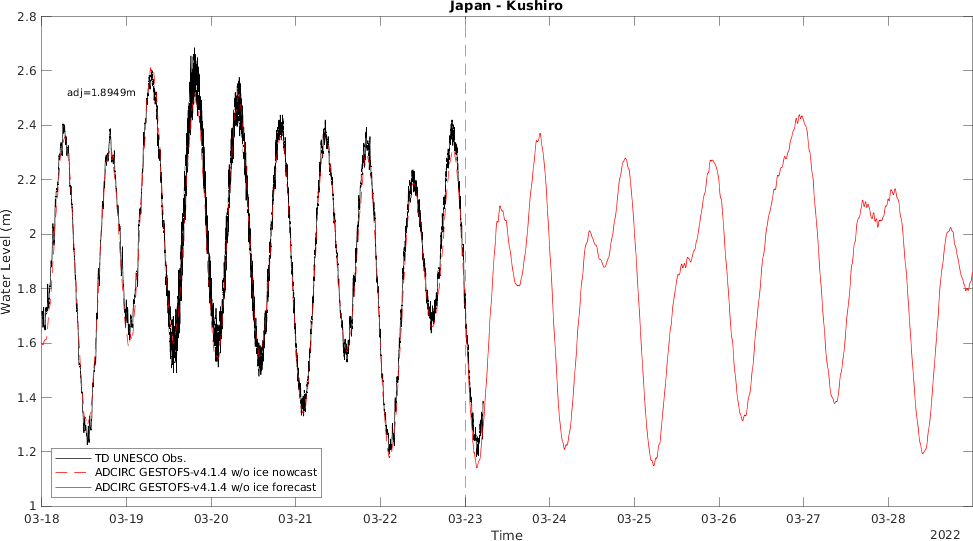 Japan - Kushiro
2.8
2.6
adj=1.8949m
2.4
2.2
2
1.8
1.6
1.4
1.2
1
Water Level (m)
TD UNESCO Obs.
ADCIRC GESTOFS-v4.1.4 w/o ice nowcast
ADCIRC GESTOFS-v4.1.4 w/o ice forecast
03-18 03-19 03-20 03-21 03-22 03-23 03-24 03-25 03-26 03-27 03-28
Time
2022